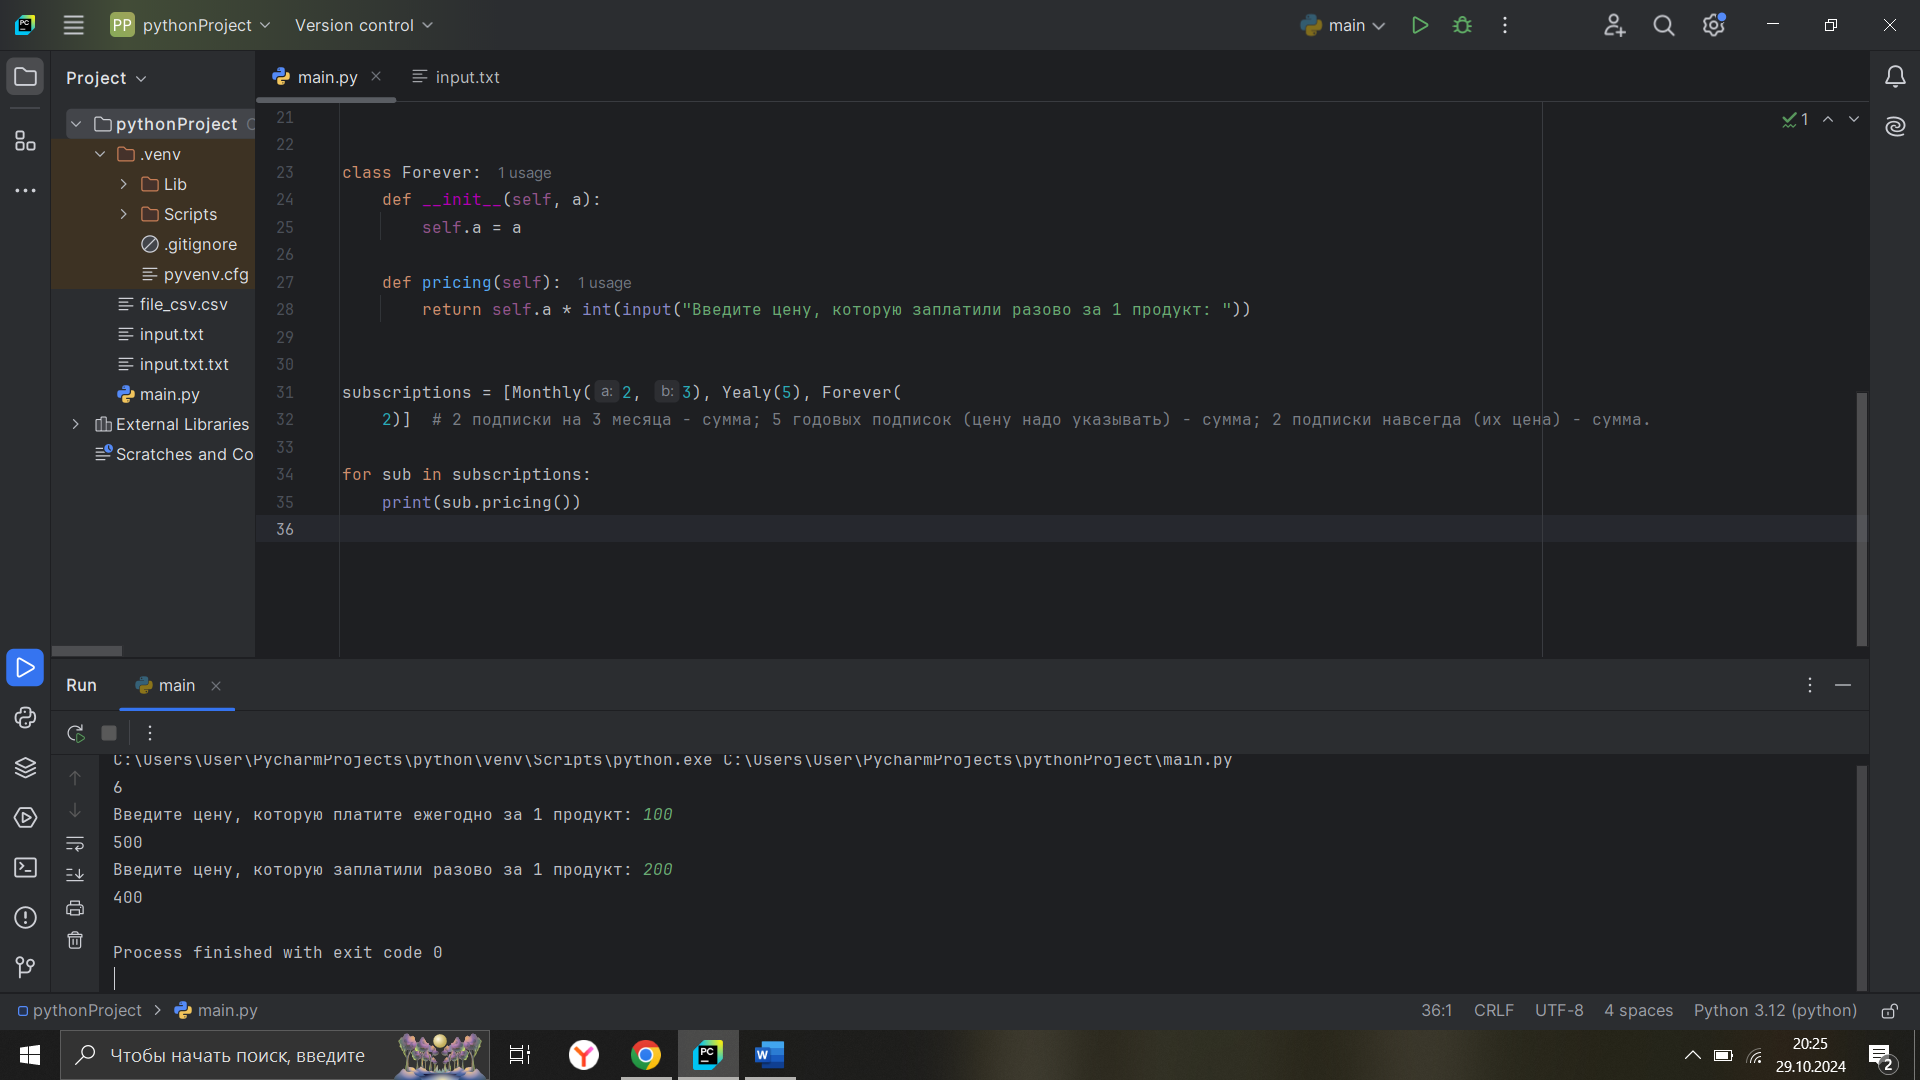 PP pythonProject Version control main
Project
main.py
input.txt
pythonProject
.venv
Lib
Scripts
.gitignore
pyvenv.cfg
file_csv.csv
input.txt
input.txt.txt
main.py
External Libraries
Scratches and Co
1
21
22
23 class Forever: 1 usage
24 def __init__(self, a):
25 self.a = a
26
27 def pricing(self): 1 usage
28 return self.a * int(input("Введите цену, которую заплатили разово за 1 продукт: "))
29
30
31 subscriptions = [Monthly( a: 2, b: 3), Yealy(5), Forever(
32 2)] # 2 подписки на 3 месяца - сумма; 5 годовых подписок (цену надо указывать) - сумма; 2 подписки навсегда (их цена) - сумма.
33
34 for sub in subscriptions:
35 print(sub.pricing())
36
Run main
C:\Users\User\PycharmProjects\python\venv\Scripts\python.exe C:\Users\User\PycharmProjects\pythonProject\main.py
6
Введите цену, которую платите ежегодно за 1 продукт: 100
500
Введите цену, которую заплатили разово за 1 продукт: 200
400
Process finished with exit code 0
pythonProject > main.py 36:1 CRLF UTF-8 4 spaces Python 3.12 (python)
Чтобы начать поиск, введите
20:25
29.10.2024
2